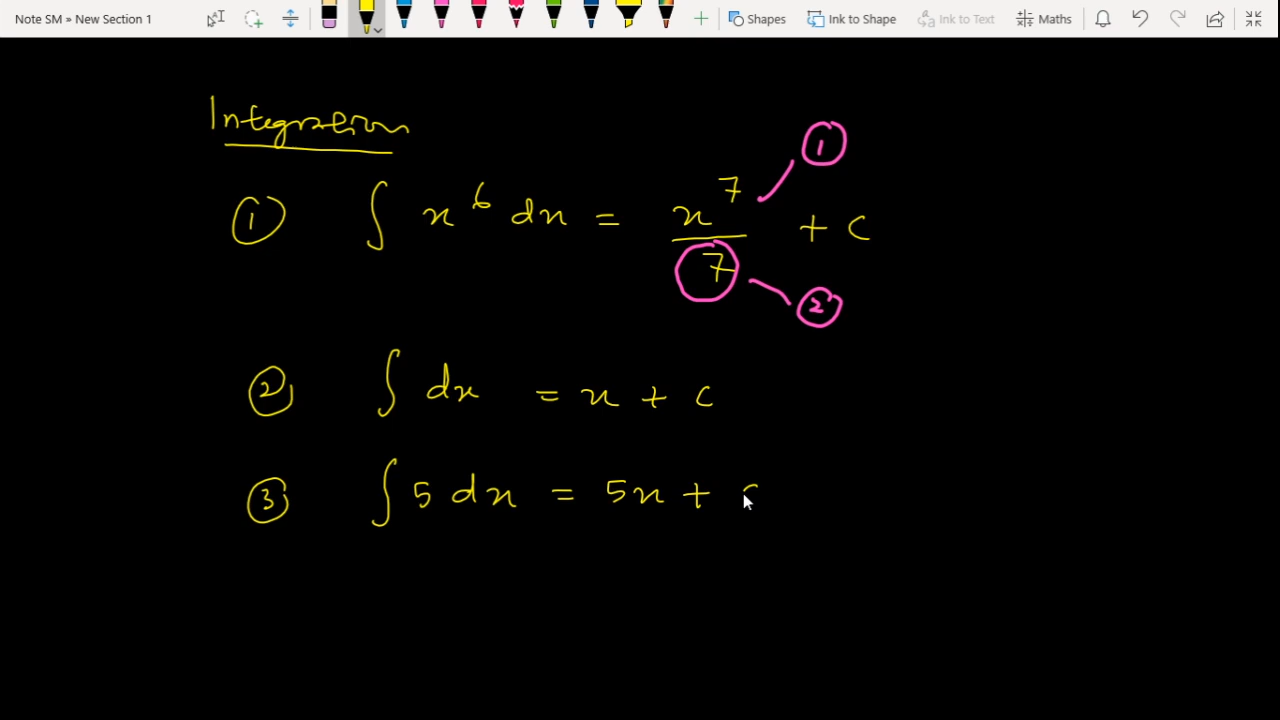 Note SM » New Section 1
Shapes
Ink to Shape
Ink to Text
Maths
Integration
① ∫ x^6 dx = x^7/7 + c
①
②
② ∫ dx = x + c
③ ∫ 5 dx = 5x + c